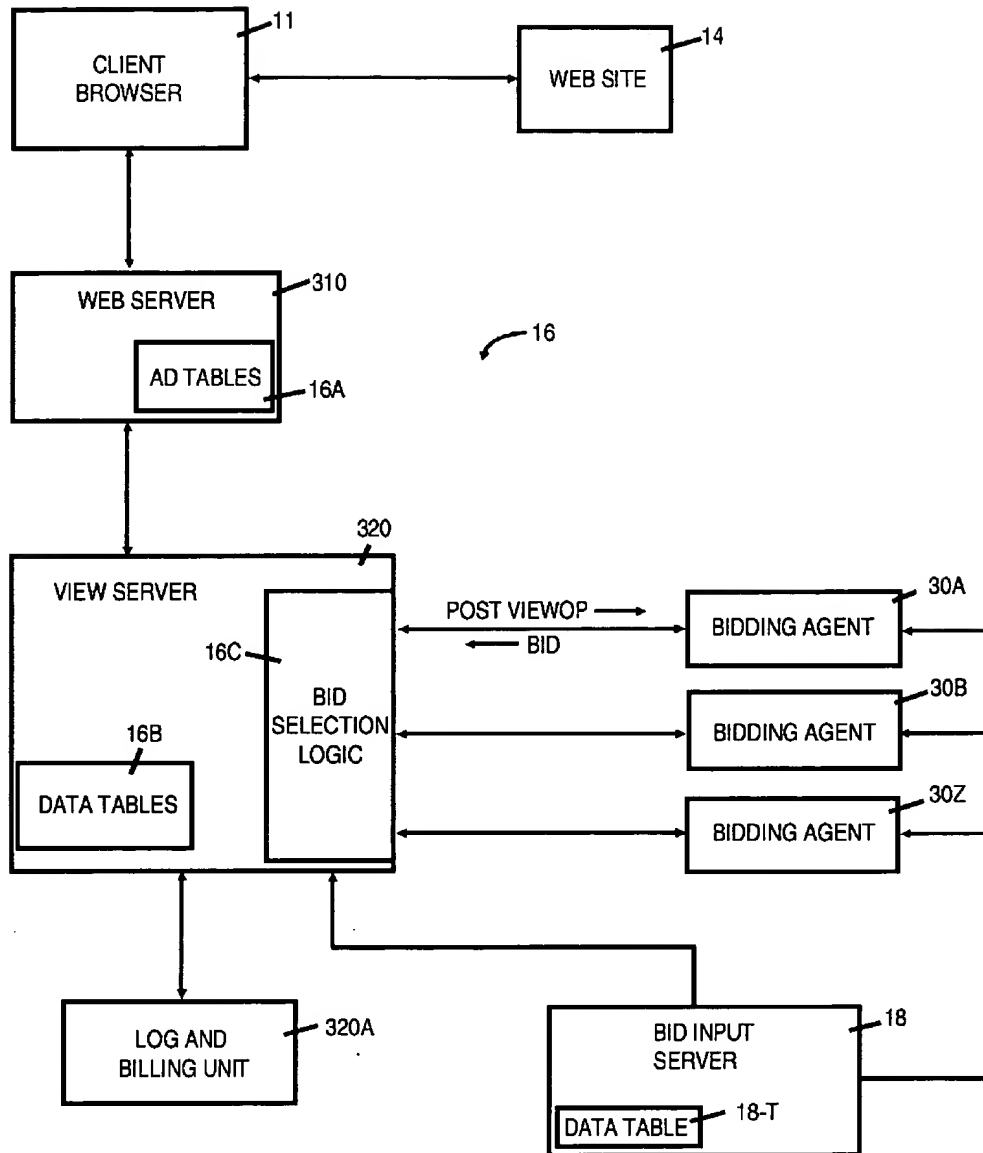 11
CLIENT
BROWSER
14
WEB SITE
310
WEB SERVER
AD TABLES
16A
16
320
VIEW SERVER
16C
BID
SELECTION
LOGIC
16B
DATA TABLES
POST VIEWOP
BID
30A
BIDDING AGENT
30B
BIDDING AGENT
30Z
BIDDING AGENT
LOG AND
BILLING UNIT
320A
18
BID INPUT
SERVER
DATA TABLE
18-T